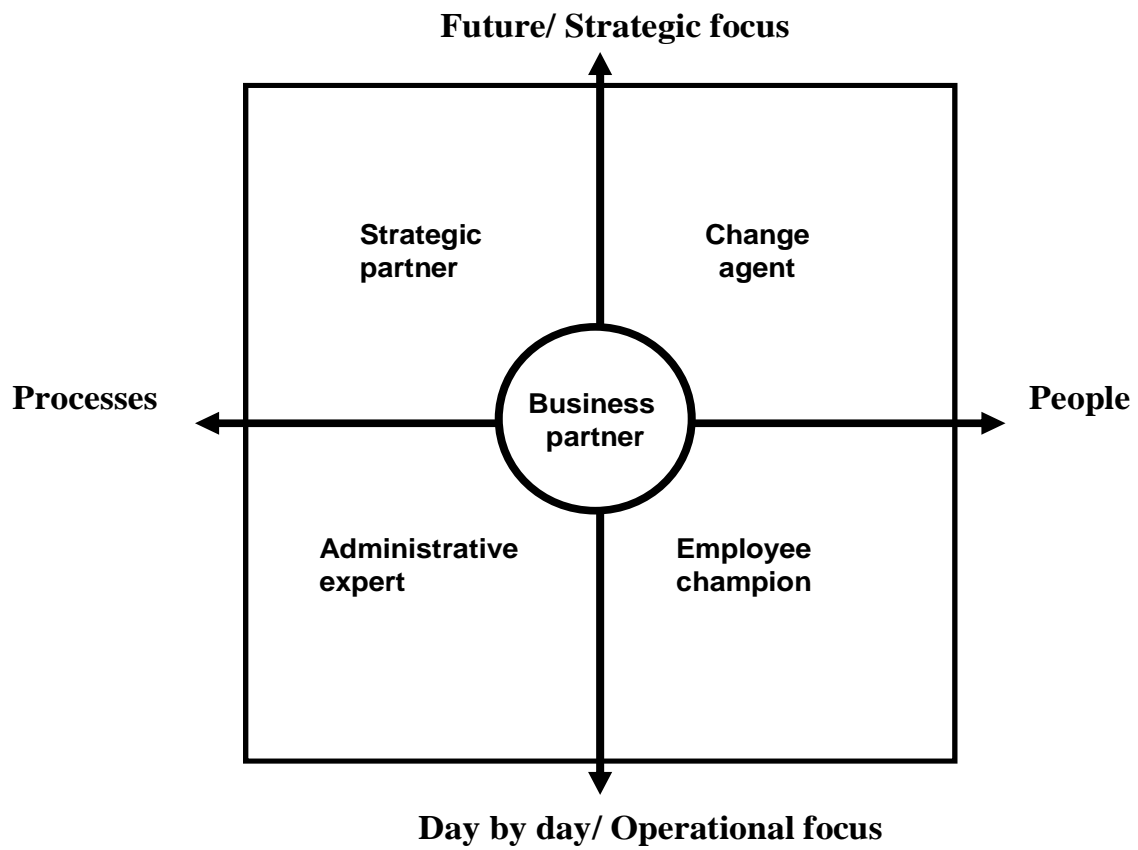 Future/ Strategic focus
Strategic
partner
Change
agent
Processes
Business
partner
People
Administrative
expert
Employee
champion
Day by day/ Operational focus